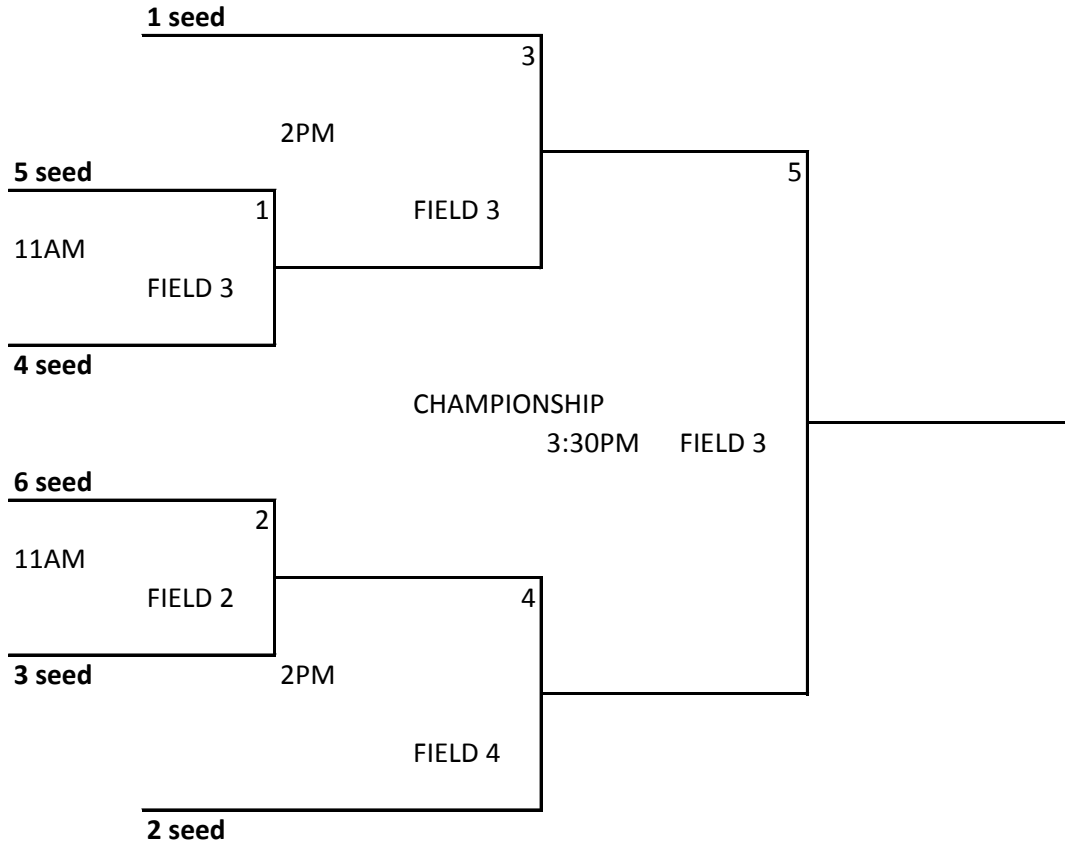 1 seed
3
2PM
5 seed
5
1
FIELD 3
11AM
FIELD 3
4 seed
CHAMPIONSHIP
3:30PM FIELD 3
6 seed
2
11AM
FIELD 2
4
3 seed
2PM
FIELD 4
2 seed